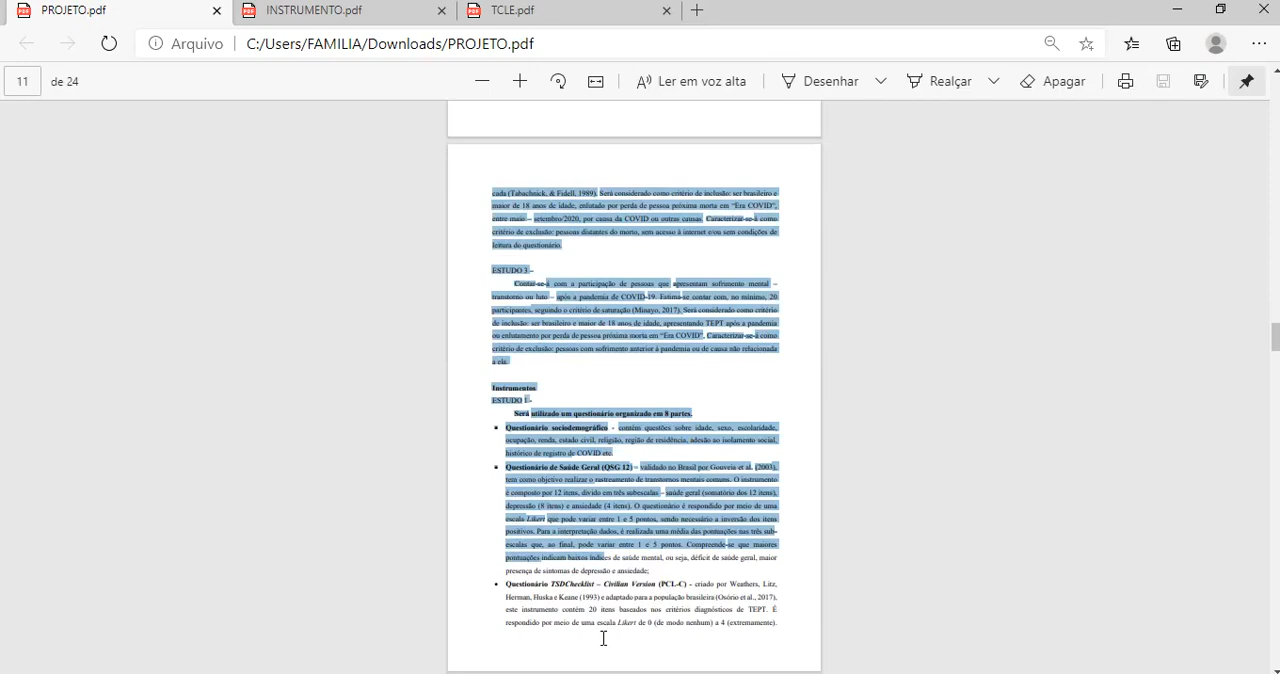 PROJETO.pdf
INSTRUMENTO.pdf
TCLE.pdf
Arquivo
C:/Users/FAMILIA/Downloads/PROJETO.pdf
11
de 24
Ler em voz alta
Desenhar
Realçar
Apagar
cada (Tabachnick, & Fidell, 1989). Será considerado como critério de inclusão: ser brasileiro e
maior de 18 anos de idade, enlutado por perda de pessoa próxima morta em "Era COVID",
entre maio – setembro/2020, por causa da COVID ou outras causas. Caracterizar-se-á como
critério de exclusão: pessoas distantes do morto, sem acesso à internet e/ou sem condições de
leitura do questionário.
ESTUDO 3 –
Contar-se-á com a participação de pessoas que apresentam sofrimento mental –
transtorno ou luto – após a pandemia de COVID-19. Estima-se contar com, no mínimo, 20
participantes, segundo o critério de saturação (Minayo, 2017). Será considerado como critério
de inclusão: ser brasileiro e maior de 18 anos de idade, apresentando TEPT após a pandemia
ou enlutamento por perda de pessoa próxima morta em "Era COVID". Caracterizar-se-á como
critério de exclusão: pessoas com sofrimento anterior à pandemia ou de causa não relacionada
a ela.
Instrumentos
ESTUDO 1 -
Será utilizado um questionário organizado em 8 partes.
▪ Questionário sociodemográfico - contém questões sobre idade, sexo, escolaridade,
ocupação, renda, estado civil, religião, região de residência, adesão ao isolamento social,
histórico de registro de COVID etc.
▪ Questionário de Saúde Geral (QSG 12) – validado no Brasil por Gouveia et al. (2003),
tem como objetivo realizar o rastreamento de transtornos mentais comuns. O instrumento
é composto por 12 itens, divido em três subescalas – saúde geral (somatório dos 12 itens),
depressão (8 itens) e ansiedade (4 itens). O questionário é respondido por meio de uma
escala Likert que pode variar entre 1 e 5 pontos, sendo necessário a inversão dos itens
positivos. Para a interpretação dados, é realizada uma média das pontuações nas três sub-
escalas que, ao final, pode variar entre 1 e 5 pontos. Compreende-se que maiores
pontuações indicam baixos índices de saúde mental, ou seja, déficit de saúde geral, maior
presença de sintomas de depressão e ansiedade;
▪ Questionário TSDChecklist – Civilian Version (PCL-C) - criado por Weathers, Litz,
Herman, Huska e Keane (1993) e adaptado para a população brasileira (Osório et al., 2017),
este instrumento contém 20 itens baseados nos critérios diagnósticos de TEPT. É
respondido por meio de uma escala Likert de 0 (de modo nenhum) a 4 (extremamente).